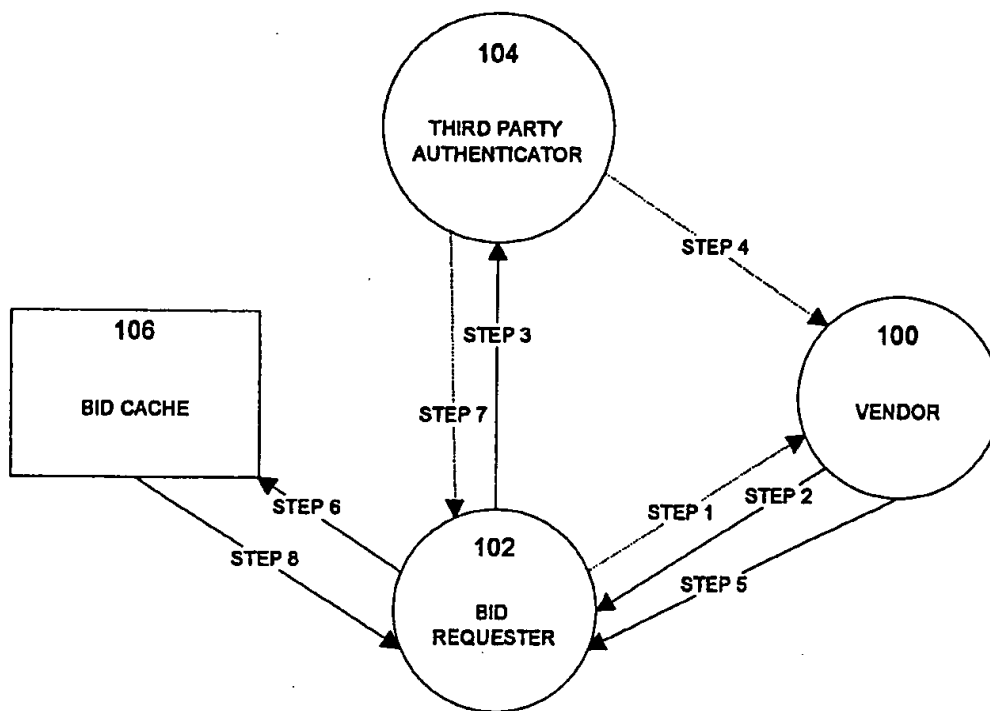 104
THIRD PARTY
AUTHENTICATOR
STEP 4
106
BID CACHE
STEP 3
100
VENDOR
STEP 7
STEP 6
STEP 1
STEP 2
STEP 8
102
BID
REQUESTER
STEP 5